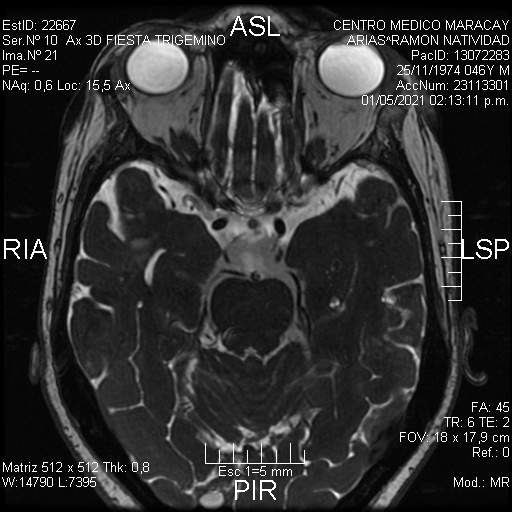 EstID: 22667
Ser.Nº 10 Ax 3D FIESTA TRIGEMINO
Ima.Nº 21
PE= --
NAq: 0,6 Loc: 15,5 Ax
ASL
CENTRO MEDICO MARACAY
ARIAS^RAMON NATIVIDAD
PacID: 13072283
25/11/1974 046Y M
AccNum: 23113301
01/05/2021 02:13:11 p.m.
RIA
LSP
Matriz 512 x 512 Thk: 0,8
W:14790 L:7395
Esc 1=5 mm
PIR
FA: 45
TR: 6 TE: 2
FOV: 18 x 17,9 cm
Ref.: 0
Mod.: MR